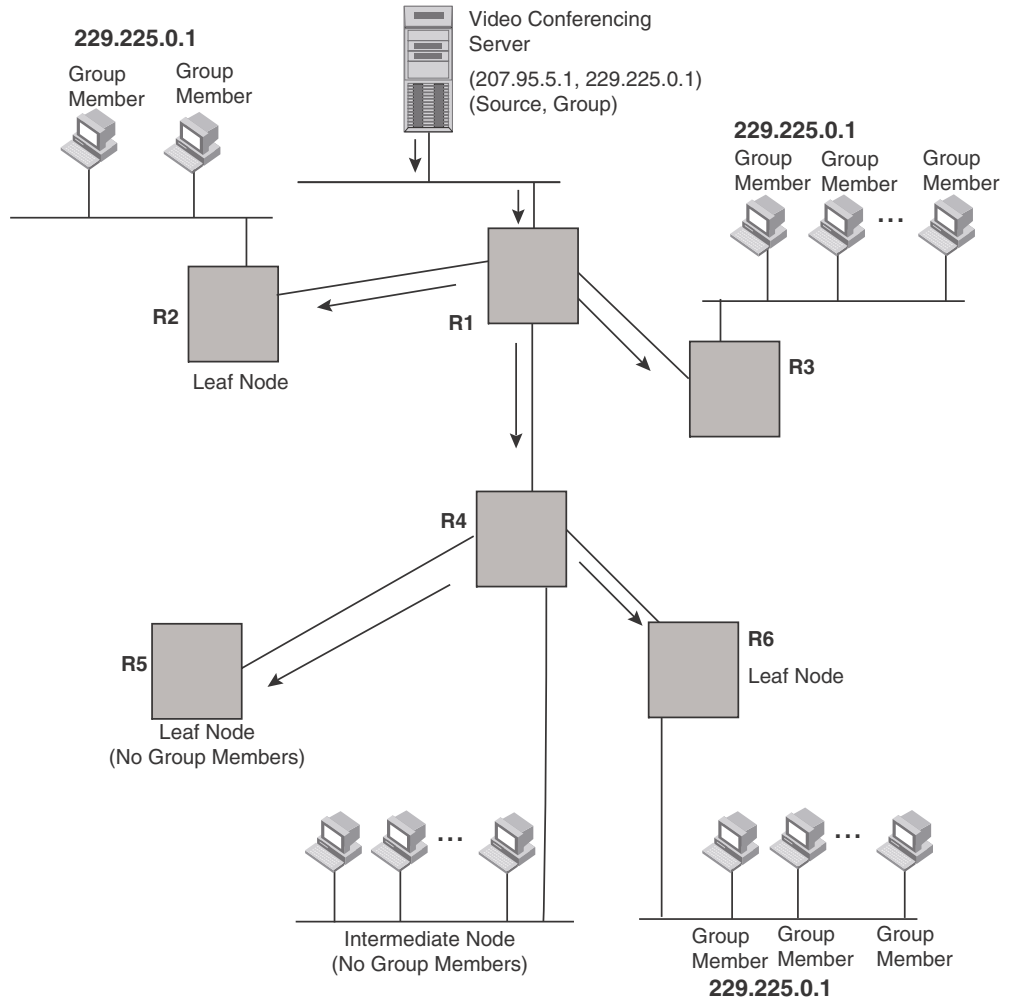 Video Conferencing
Server
(207.95.5.1, 229.225.0.1)
(Source, Group)
229.225.0.1
Group
Member
Group
Member
229.225.0.1
Group
Member
Group
Member
...
Group
Member
R2
Leaf Node
R1
R3
R4
R5
Leaf Node
(No Group Members)
R6
Leaf Node
...
Intermediate Node
(No Group Members)
...
Group
Member
Group
Member
Group
Member
229.225.0.1